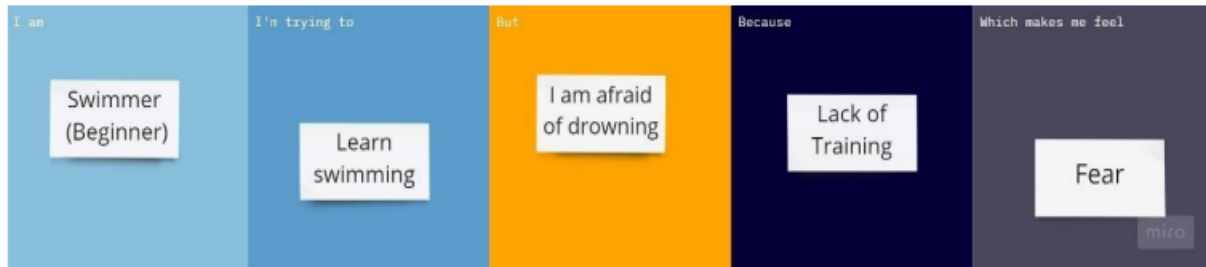 I am
Swimmer
(Beginner)
I'm trying to
Learn
swimming
But
I am afraid
of drowning
Because
Lack of
Training
Which makes me feel
Fear
miro